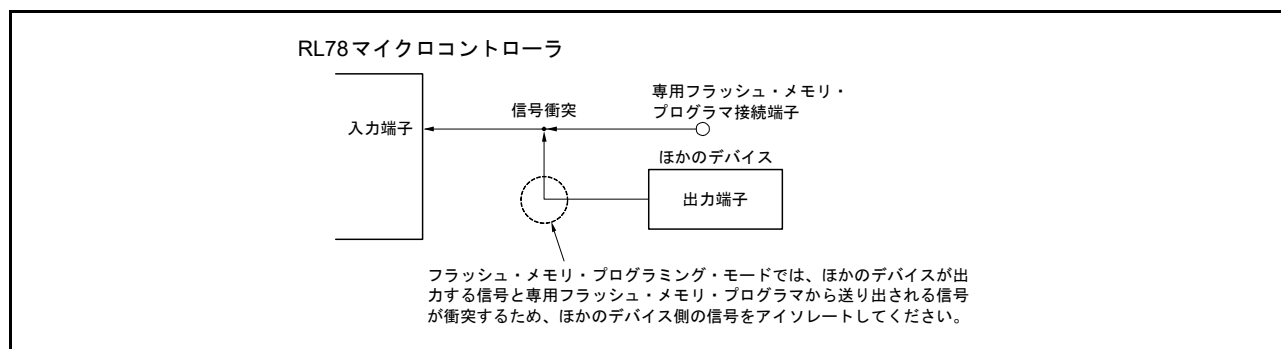 RL78マイクロコントローラ
専用フラッシュ・メモリ・
プログラマ接続端子
信号衝突
入力端子
ほかのデバイス
出力端子
フラッシュ・メモリ・プログラミング・モードでは、ほかのデバイスが出
力する信号と専用フラッシュ・メモリ・プログラマから送り出される信号
が衝突するため、ほかのデバイス側の信号をアイソレートしてください。